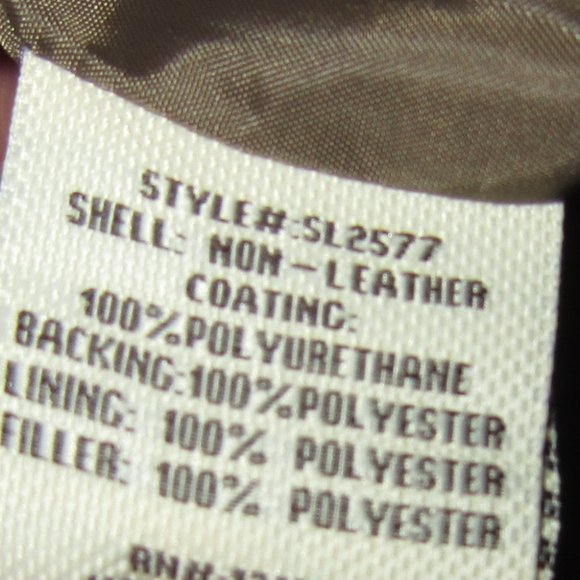 STYLE#:SL2577
SHELL: NON-LEATHER
COATING:
100%POLYURETHANE
BACKING:100%POLYESTER
LINING: 100% POLYESTER
FILLER: 100% POLYESTER